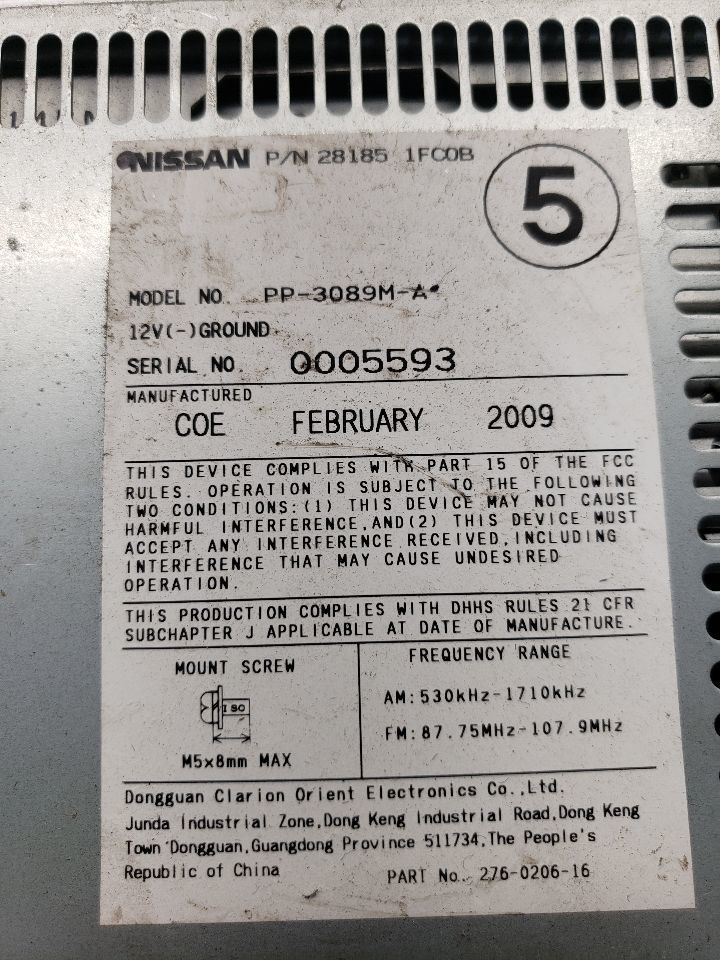 NISSAN P/N 28185 1FC0B
5
MODEL NO. PP-3089M-A
12V(-)GROUND
SERIAL NO. 0005593
MANUFACTURED
COE FEBRUARY 2009
THIS DEVICE COMPLIES WITH PART 15 OF THE FCC
RULES. OPERATION IS SUBJECT TO THE FOLLOWING
TWO CONDITIONS:(1) THIS DEVICE MAY NOT CAUSE
HARMFUL INTERFERENCE,AND(2) THIS DEVICE MUST
ACCEPT ANY INTERFERENCE RECEIVED,INCLUDING
INTERFERENCE THAT MAY CAUSE UNDESIRED
OPERATION.
THIS PRODUCTION COMPLIES WITH DHHS RULES 21 CFR
SUBCHAPTER J APPLICABLE AT DATE OF MANUFACTURE.
MOUNT SCREW
ISO
M5x8mm MAX
FREQUENCY RANGE
AM:530kHz-1710kHz
FM:87.75MHz-107.9MHz
Dongguan Clarion Orient Electronics Co.,Ltd.
Junda Industrial Zone,Dong Keng Industrial Road,Dong Keng
Town Dongguan,Guangdong Province 511734,The People's
Republic of China
PART No. 276-0206-16